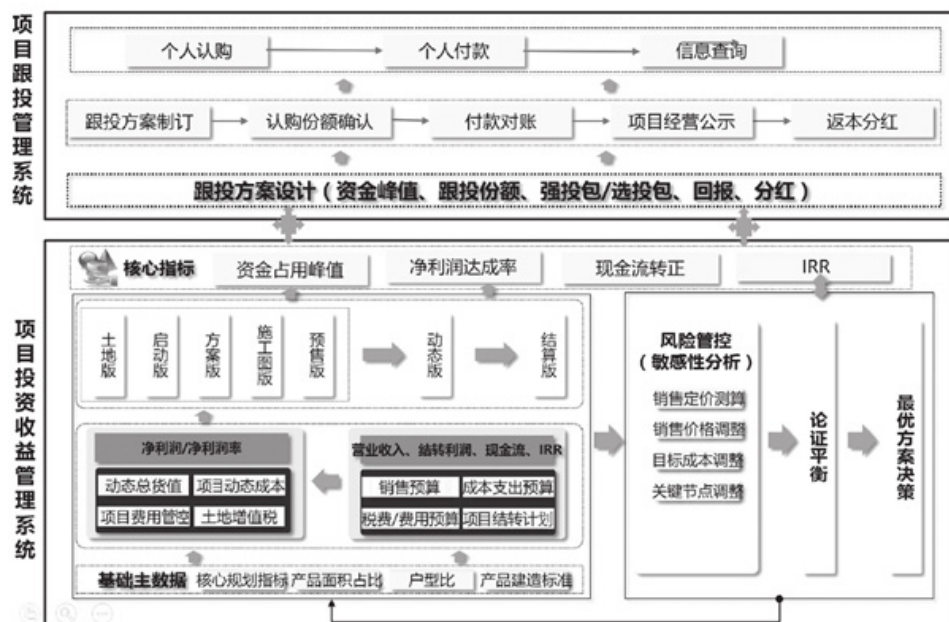 项目跟投管理系统
个人认购 个人付款 信息查询
跟投方案制订 认购份额确认 付款对账 项目经营公示 返本分红
跟投方案设计（资金峰值、跟投份额、强投包/选投包、回报、分红）
项目投资收益管理系统
核心指标 资金占用峰值 净利润达成率 现金流转正 IRR
土地版
启动版
方案版
施工图版
预售版
动态版
结算版
净利润/净利润率
动态总货值 项目动态成本
项目费用管控 土地增值税
营业收入、结转利润、现金流、IRR
销售预算 成本支出预算
税费/费用预算 项目结转计划
基础主数据 核心规划指标 产品面积占比 户型比 产品建造标准
风险管控
（敏感性分析）
销售定价测算
销售价格调整
目标成本调整
关键节点调整
论证平衡
最优方案决策